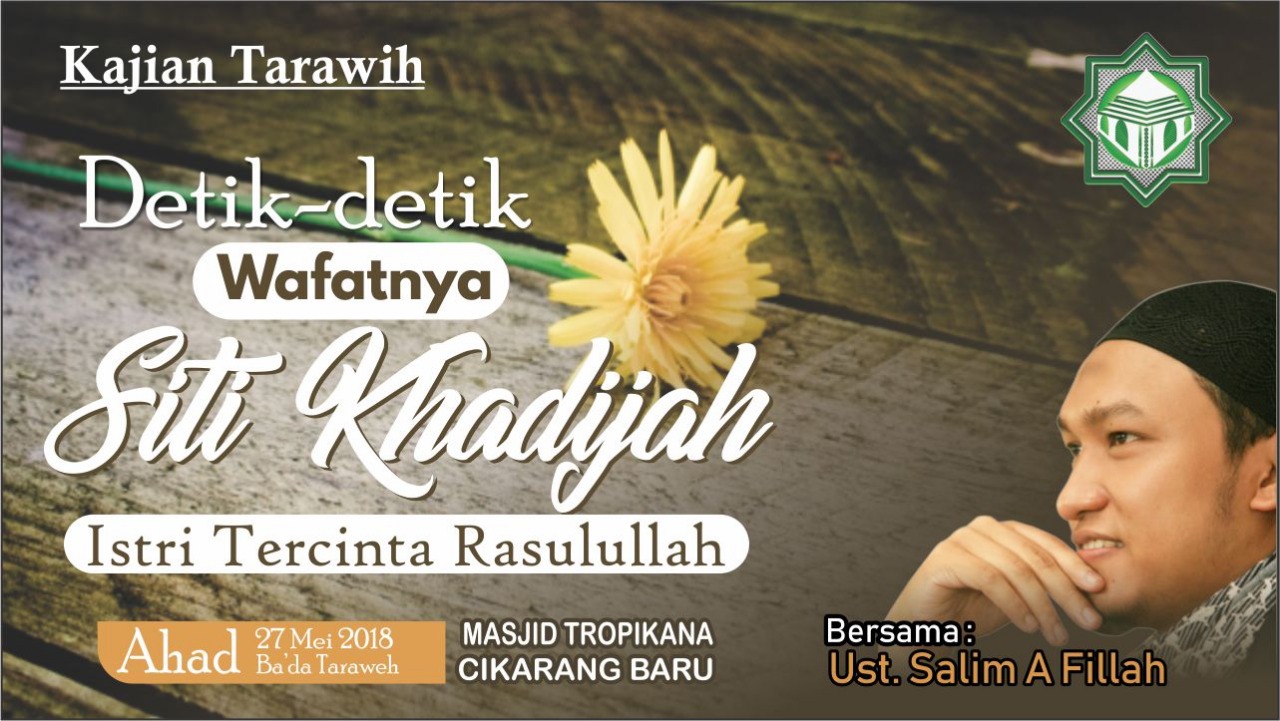 Kajian Tarawih
Detik-detik
Wafatnya
Siti Khadijah
Istri Tercinta Rasulullah
Ahad
27 Mei 2018
Ba'da Taraweh
MASJID TROPIKANA
CIKARANG BARU
Bersama:
Ust. Salim A Fillah